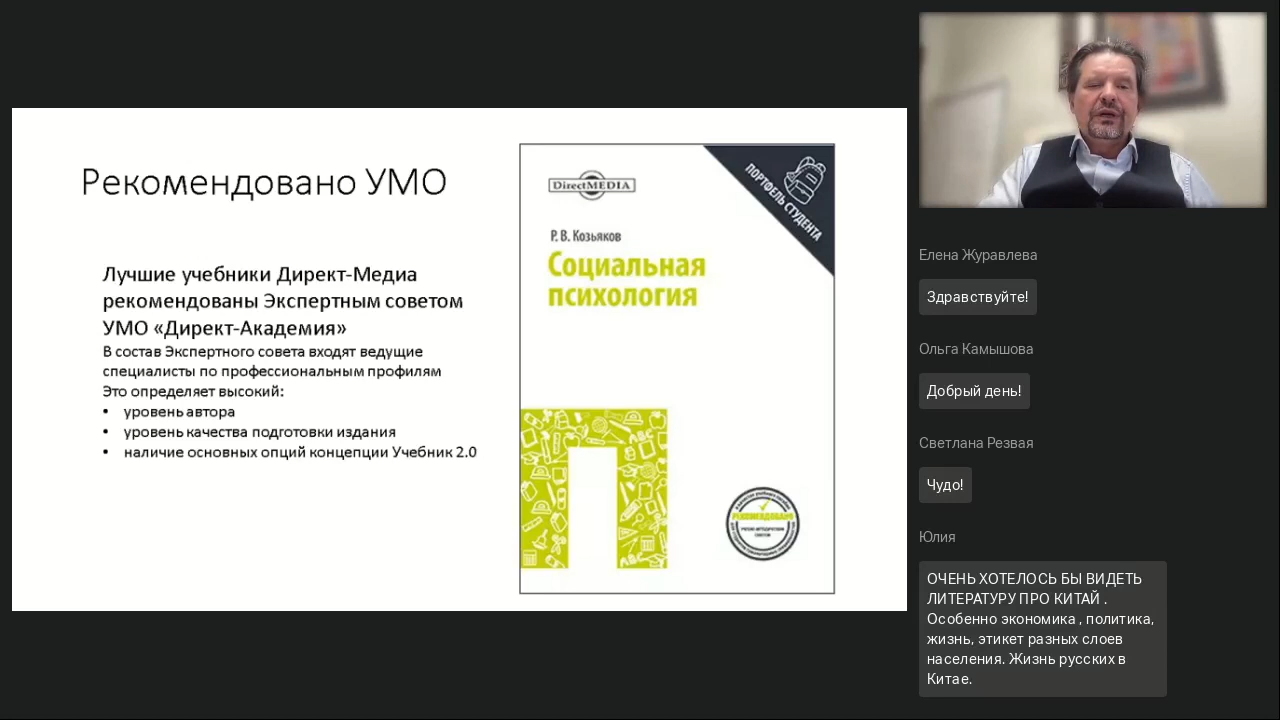 Рекомендовано УМО
Лучшие учебники Директ-Медиа
рекомендованы Экспертным советом
УМО «Директ-Академия»
В состав Экспертного совета входят ведущие
специалисты по профессиональным профилям
Это определяет высокий:
• уровень автора
• уровень качества подготовки издания
• наличие основных опций концепции Учебник 2.0
DirectMEDIA
ПОРТФЕЛЬ СТУДЕНТА
Р. В. Козьяков
Социальная
психология
РЕКОМЕНДОВАНО
Елена Журавлева
Здравствуйте!
Ольга Камышова
Добрый день!
Светлана Резвая
Чудо!
Юлия
ОЧЕНЬ ХОТЕЛОСЬ БЫ ВИДЕТЬ
ЛИТЕРАТУРУ ПРО КИТАЙ .
Особенно экономика , политика,
жизнь, этикет разных слоев
населения. Жизнь русских в
Китае.